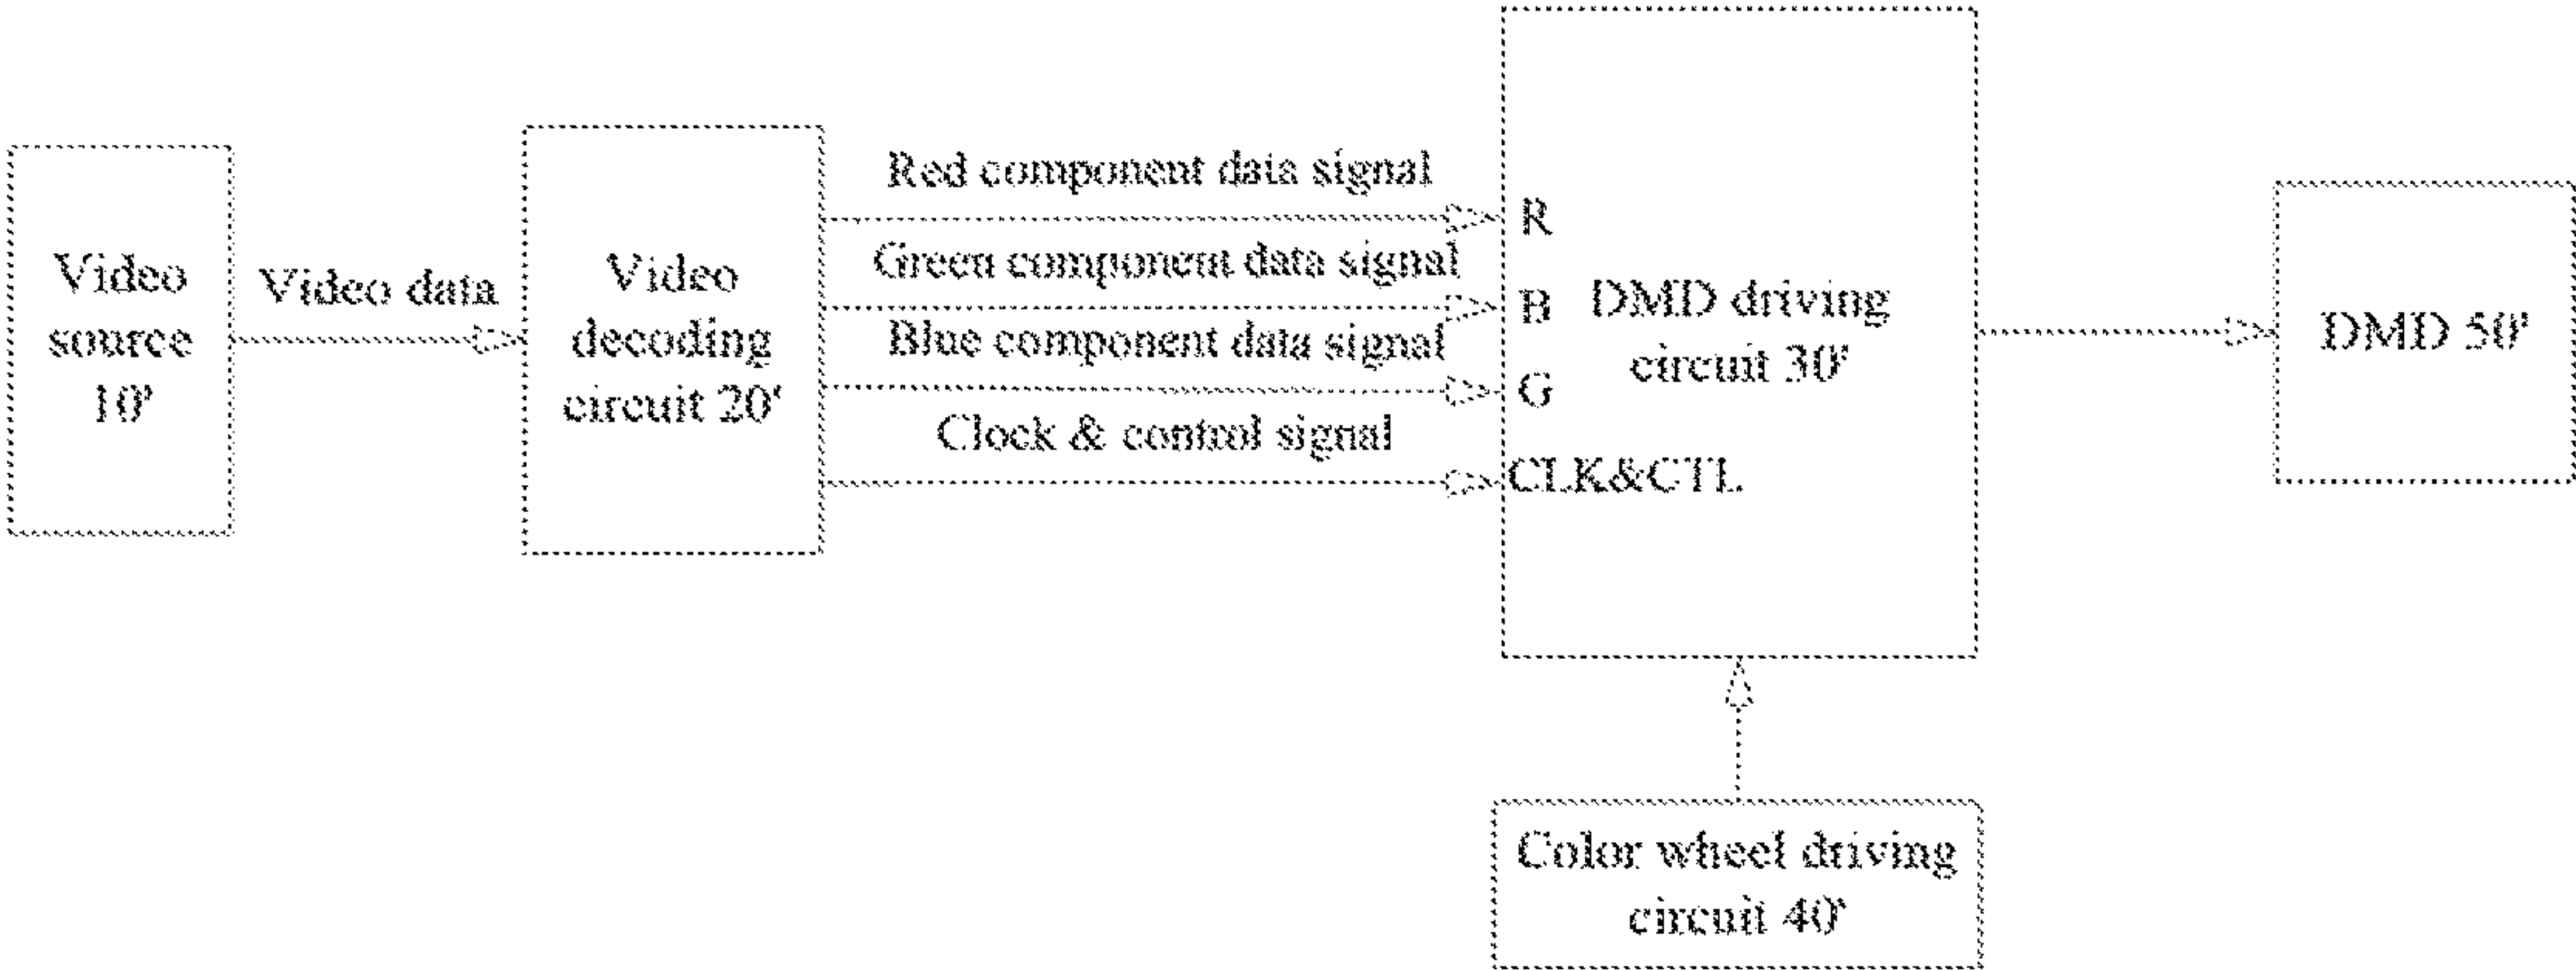 Video
source
10'
Video data
Video
decoding
circuit 20'
Red component data signal
Green component data signal
Blue component data signal
Clock & control signal
R
B
G
CLK&CTL
DMD driving
circuit 30'
DMD 50'
Color wheel driving
circuit 40'